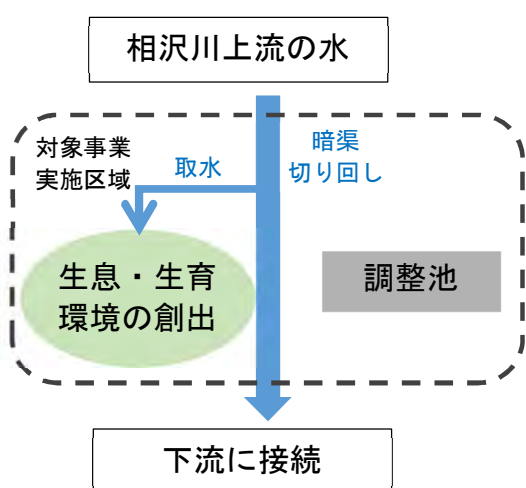 相沢川上流の水
対象事業
実施区域
取水
暗渠
切り回し
生息・生育
環境の創出
調整池
下流に接続